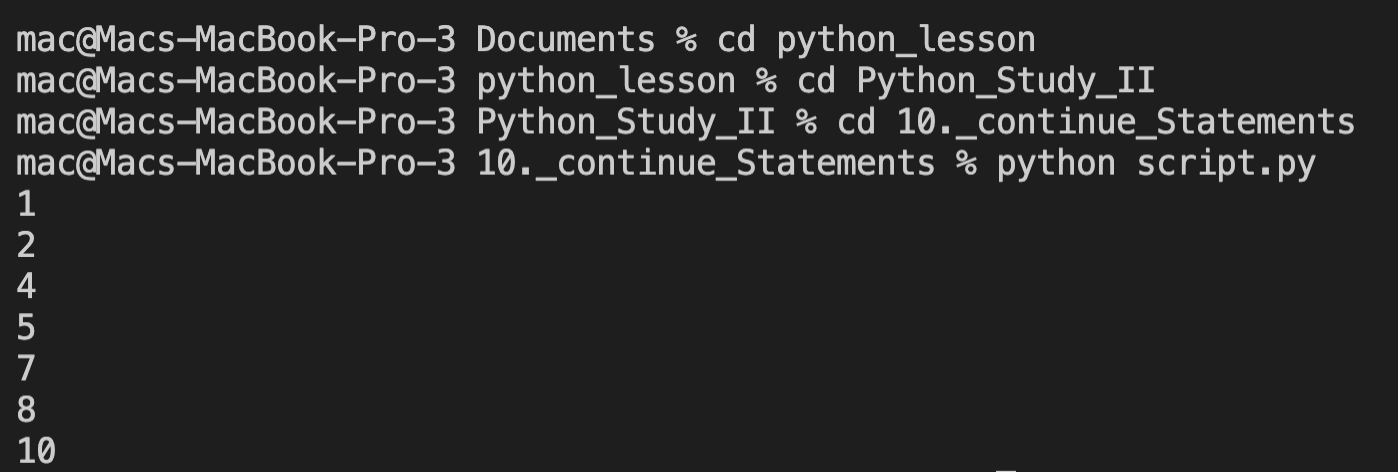 mac@Macs-MacBook-Pro-3 Documents % cd python_lesson
mac@Macs-MacBook-Pro-3 python_lesson % cd Python_Study_II
mac@Macs-MacBook-Pro-3 Python_Study_II % cd 10._continue_Statements
mac@Macs-MacBook-Pro-3 10._continue_Statements % python script.py
1
2
4
5
7
8
10